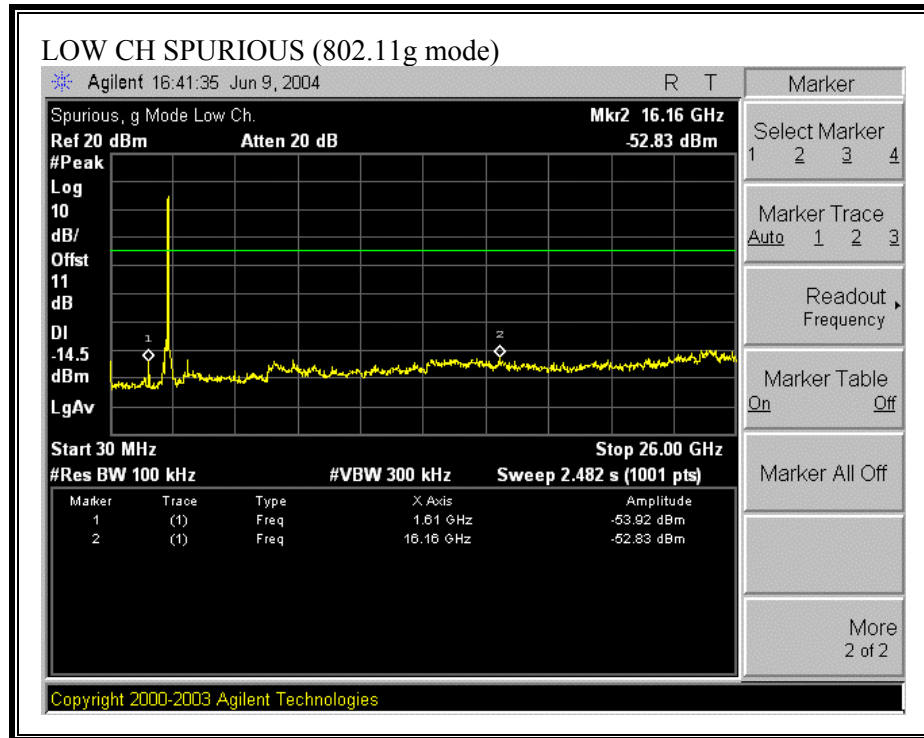 LOW CH SPURIOUS (802.11g mode)
Agilent 16:41:35 Jun 9, 2004 R T
Marker
Spurious, g Mode Low Ch. Mkr2 16.16 GHz
Ref 20 dBm Atten 20 dB -52.83 dBm
#Peak
Log
10
dB/
Offst
11
dB
DI
-14.5
dBm
LgAv
1
2
Start 30 MHz Stop 26.00 GHz
#Res BW 100 kHz #VBW 300 kHz Sweep 2.482 s (1001 pts)
Marker Trace Type X Axis Amplitude
1 (1) Freq 1.61 GHz -53.92 dBm
2 (1) Freq 16.16 GHz -52.83 dBm
Select Marker
1 2 3 4
Marker Trace
Auto 1 2 3
Readout
Frequency
Marker Table
On Off
Marker All Off
More
2 of 2
Copyright 2000-2003 Agilent Technologies